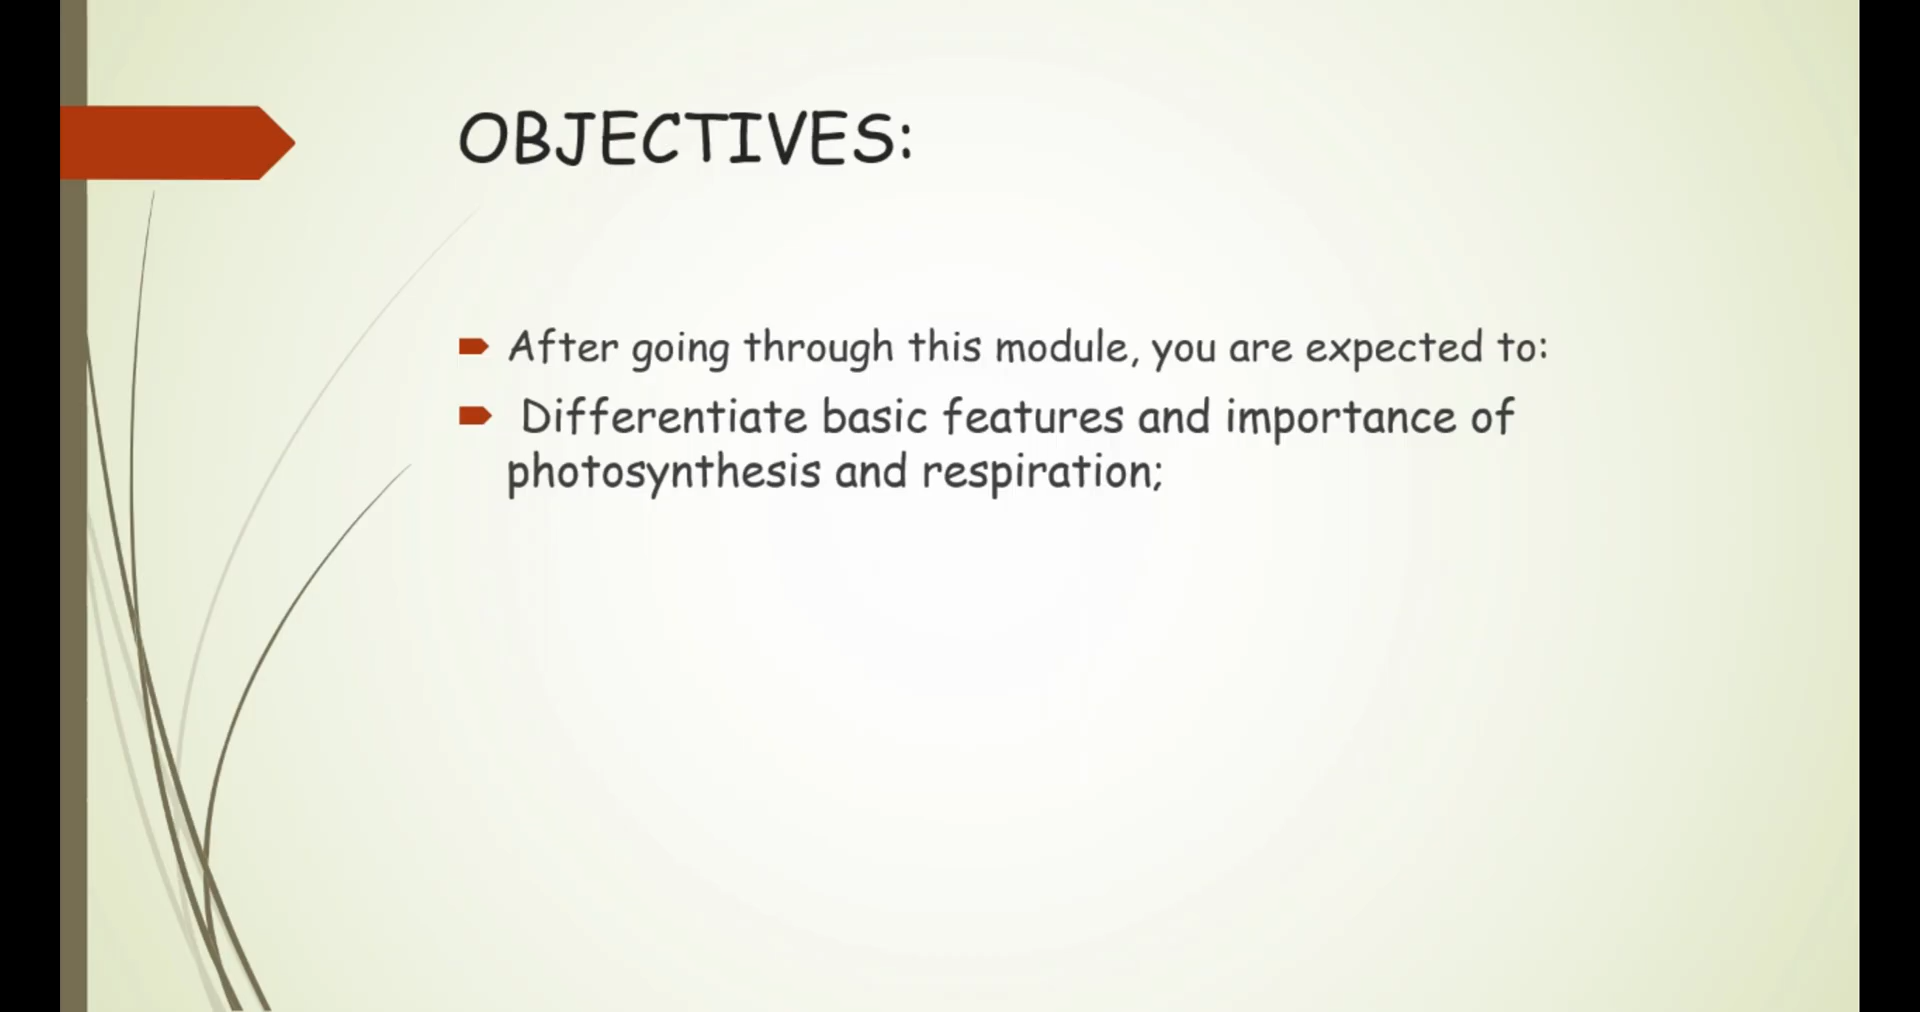 OBJECTIVES:
After going through this module, you are expected to:
Differentiate basic features and importance of
photosynthesis and respiration;